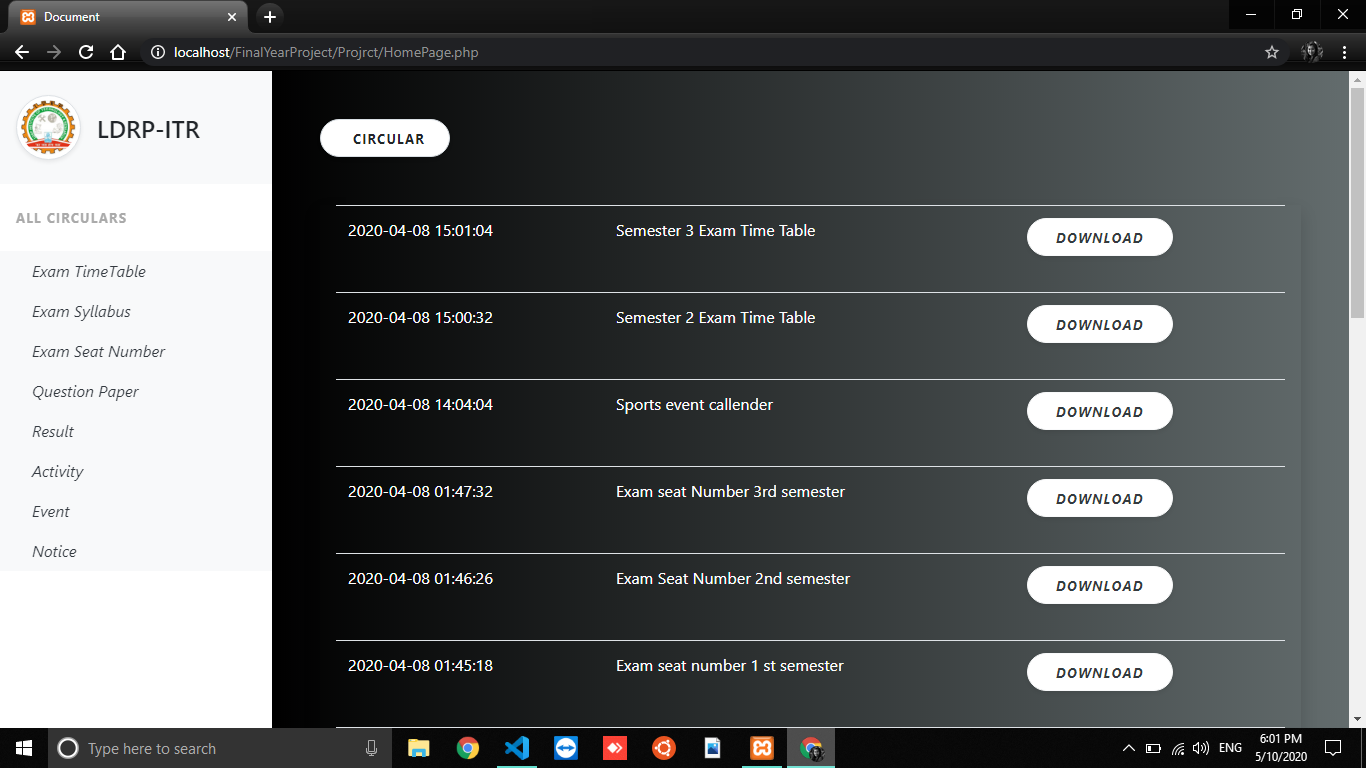 Document
localhost/FinalYearProject/Projrct/HomePage.php
LDRP-ITR
ALL CIRCULARS
Exam TimeTable
Exam Syllabus
Exam Seat Number
Question Paper
Result
Activity
Event
Notice
CIRCULAR
2020-04-08 15:01:04 Semester 3 Exam Time Table DOWNLOAD
2020-04-08 15:00:32 Semester 2 Exam Time Table DOWNLOAD
2020-04-08 14:04:04 Sports event callender DOWNLOAD
2020-04-08 01:47:32 Exam seat Number 3rd semester DOWNLOAD
2020-04-08 01:46:26 Exam Seat Number 2nd semester DOWNLOAD
2020-04-08 01:45:18 Exam seat number 1 st semester DOWNLOAD
Type here to search
ENG
6:01 PM
5/10/2020